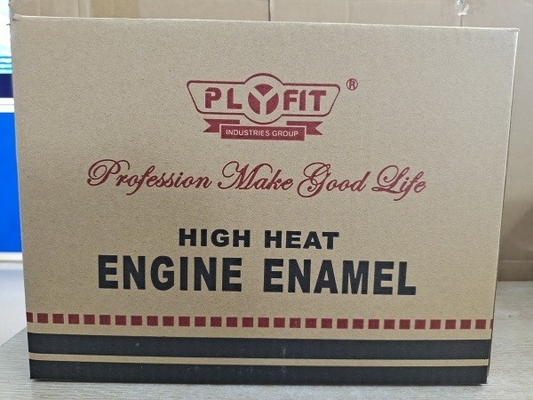 PLYFIT ®
INDUSTRIES GROUP
Profession Make Good Life
HIGH HEAT
ENGINE ENAMEL